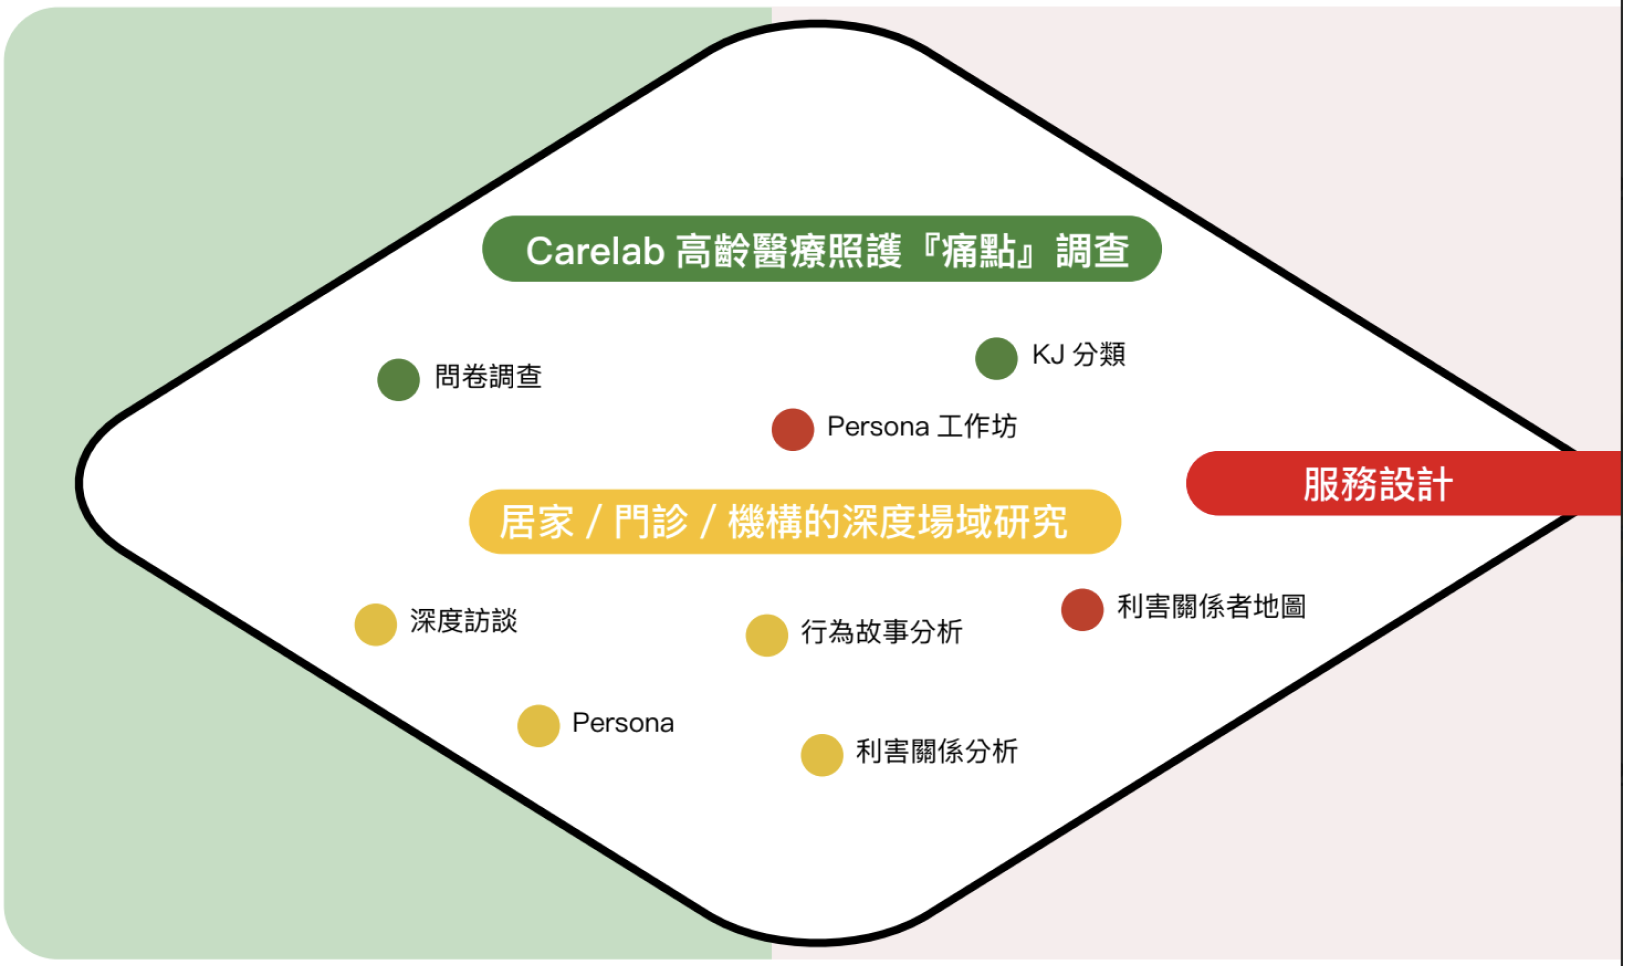 Carelab 高齡醫療照護『痛點』調查
KJ 分類
問卷調查
Persona 工作坊
服務設計
居家 / 門診 / 機構的深度場域研究
利害關係者地圖
深度訪談
行為故事分析
Persona
利害關係分析